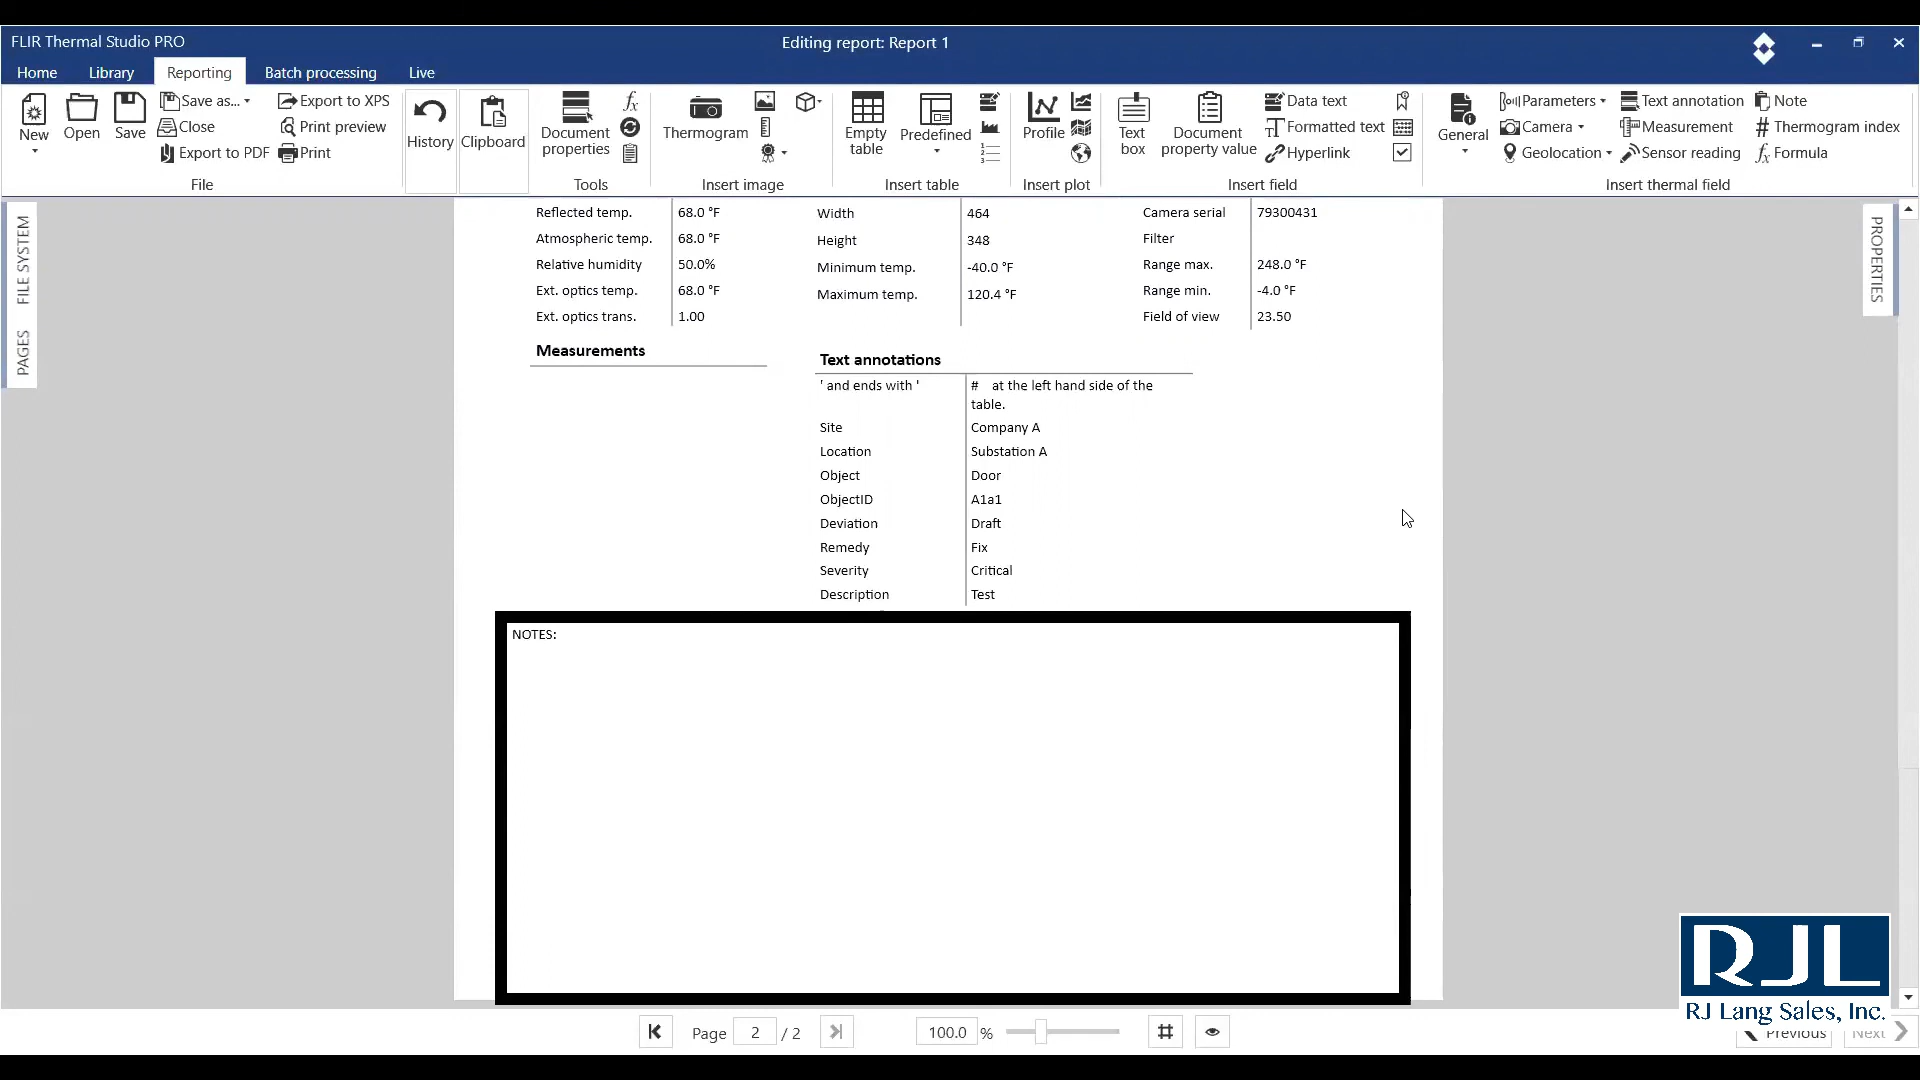 FLIR Thermal Studio PRO
Editing report: Report 1
Home Library Reporting Batch processing Live
New
Open
Save
Save as...
Close
Export to PDF
Export to XPS
Print preview
Print
File
History
Clipboard
Document properties
Tools
Thermogram
Insert image
Empty table
Predefined
Insert table
Profile
Insert plot
Text box
Document property value
Data text
Formatted text
Hyperlink
Insert field
General
Parameters
Camera
Geolocation
Text annotation
Measurement
Sensor reading
Note
Thermogram index
Formula
Insert thermal field
FILE SYSTEM
PAGES
PROPERTIES
Reflected temp. 68.0 °F
Atmospheric temp. 68.0 °F
Relative humidity 50.0%
Ext. optics temp. 68.0 °F
Ext. optics trans. 1.00
Width 464
Height 348
Minimum temp. -40.0 °F
Maximum temp. 120.4 °F
Camera serial 79300431
Filter
Range max. 248.0 °F
Range min. -4.0 °F
Field of view 23.50
Measurements
Text annotations
' and ends with ' # at the left hand side of the
table.
Site Company A
Location Substation A
Object Door
ObjectID A1a1
Deviation Draft
Remedy Fix
Severity Critical
Description Test
NOTES:
RJL
RJ Lang Sales, Inc.
Page 2 / 2
100.0 %
Previous Next